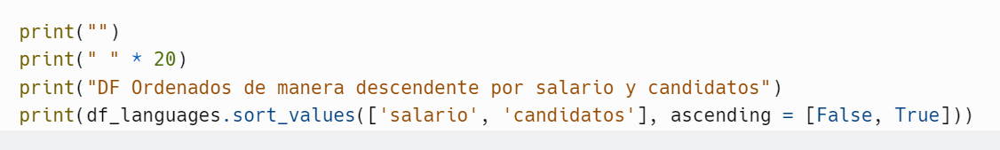 print("")
print(" " * 20)
print("DF Ordenados de manera descendente por salario y candidatos")
print(df_languages.sort_values(['salario', 'candidatos'], ascending = [False, True]))